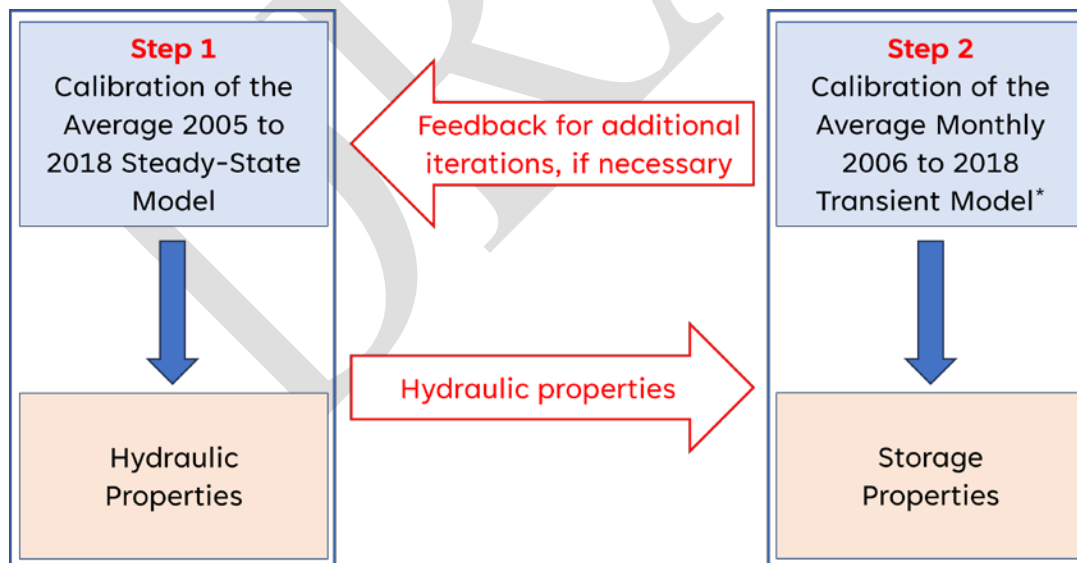 Step 1
Calibration of the
Average 2005 to
2018 Steady-State
Model
Feedback for additional
iterations, if necessary
Step 2
Calibration of the
Average Monthly
2006 to 2018
Transient Model*
Hydraulic properties
Hydraulic
Properties
Storage
Properties